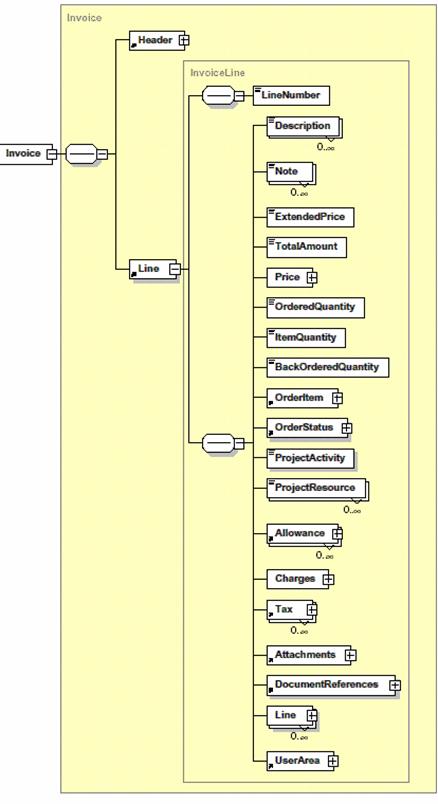 Invoice
Header
InvoiceLine
LineNumber
Description
0..∞
Invoice
Note
0..∞
ExtendedPrice
TotalAmount
Line
Price
OrderedQuantity
ItemQuantity
BackOrderedQuantity
OrderItem
OrderStatus
ProjectActivity
ProjectResource
0..∞
Allowance
0..∞
Charges
Tax
0..∞
Attachments
DocumentReferences
Line
0..∞
UserArea